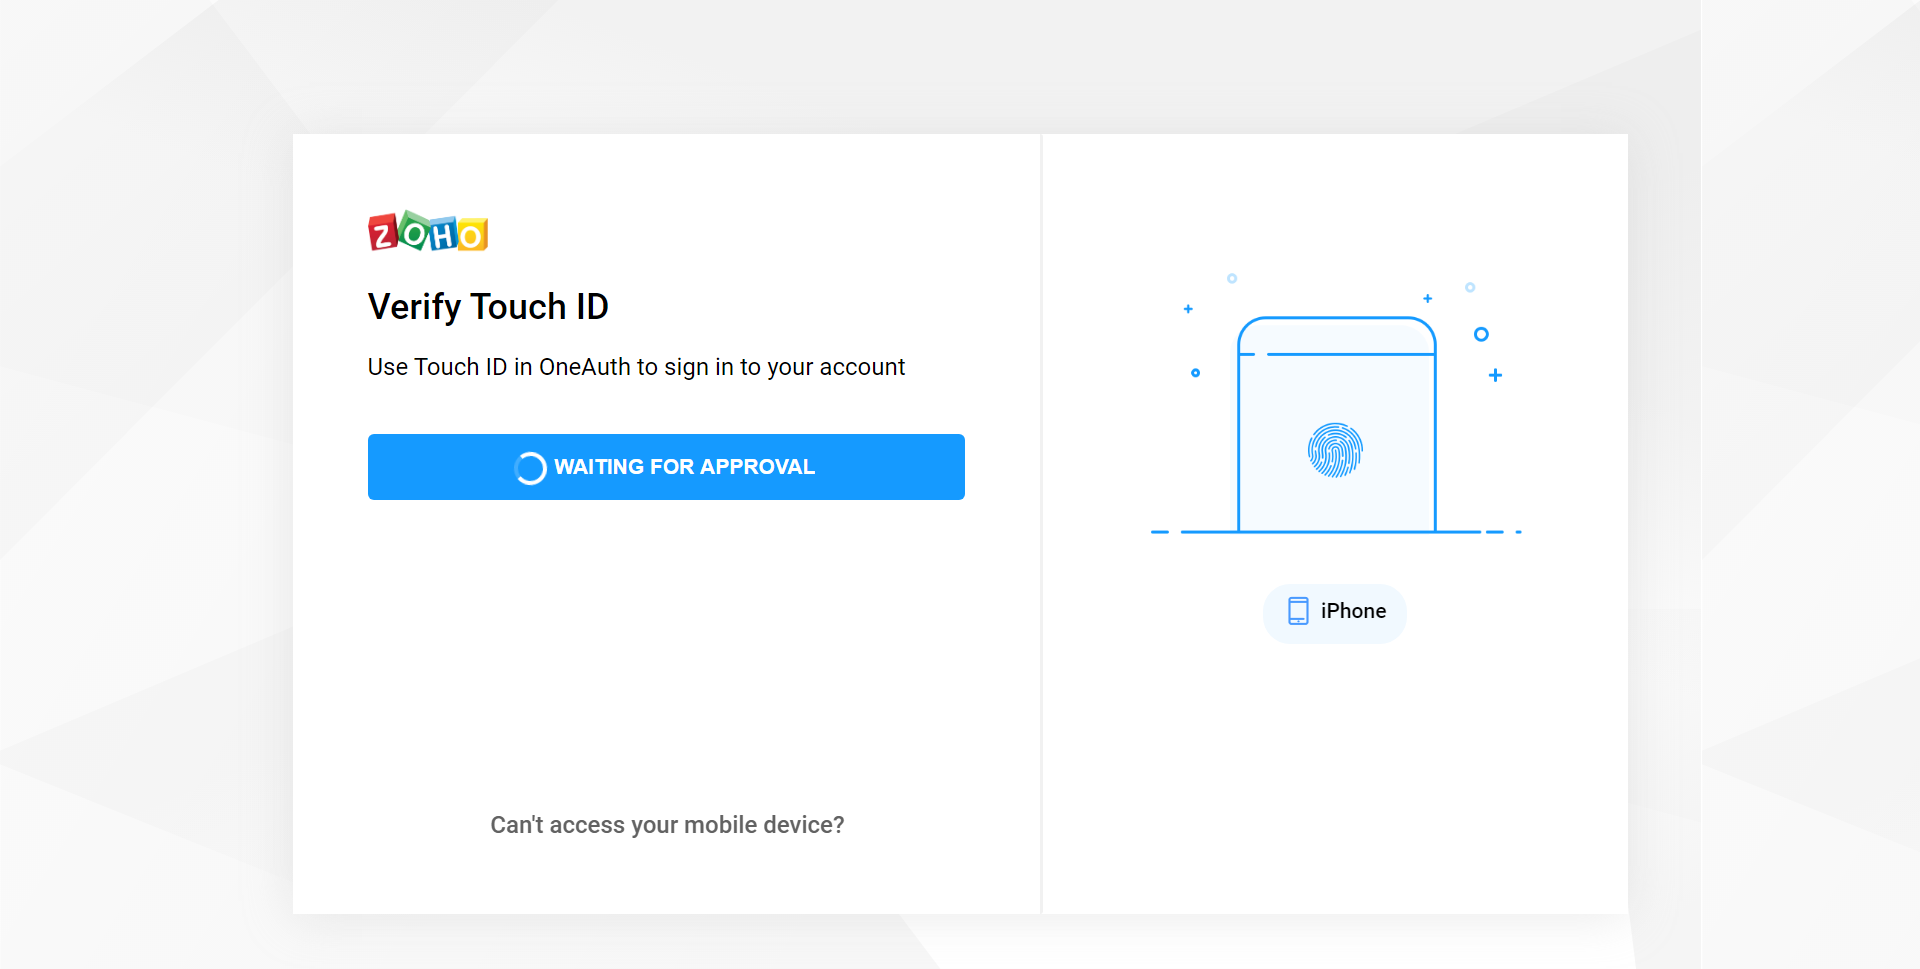 ZOHO
Verify Touch ID
Use Touch ID in OneAuth to sign in to your account
WAITING FOR APPROVAL
iPhone
Can't access your mobile device?